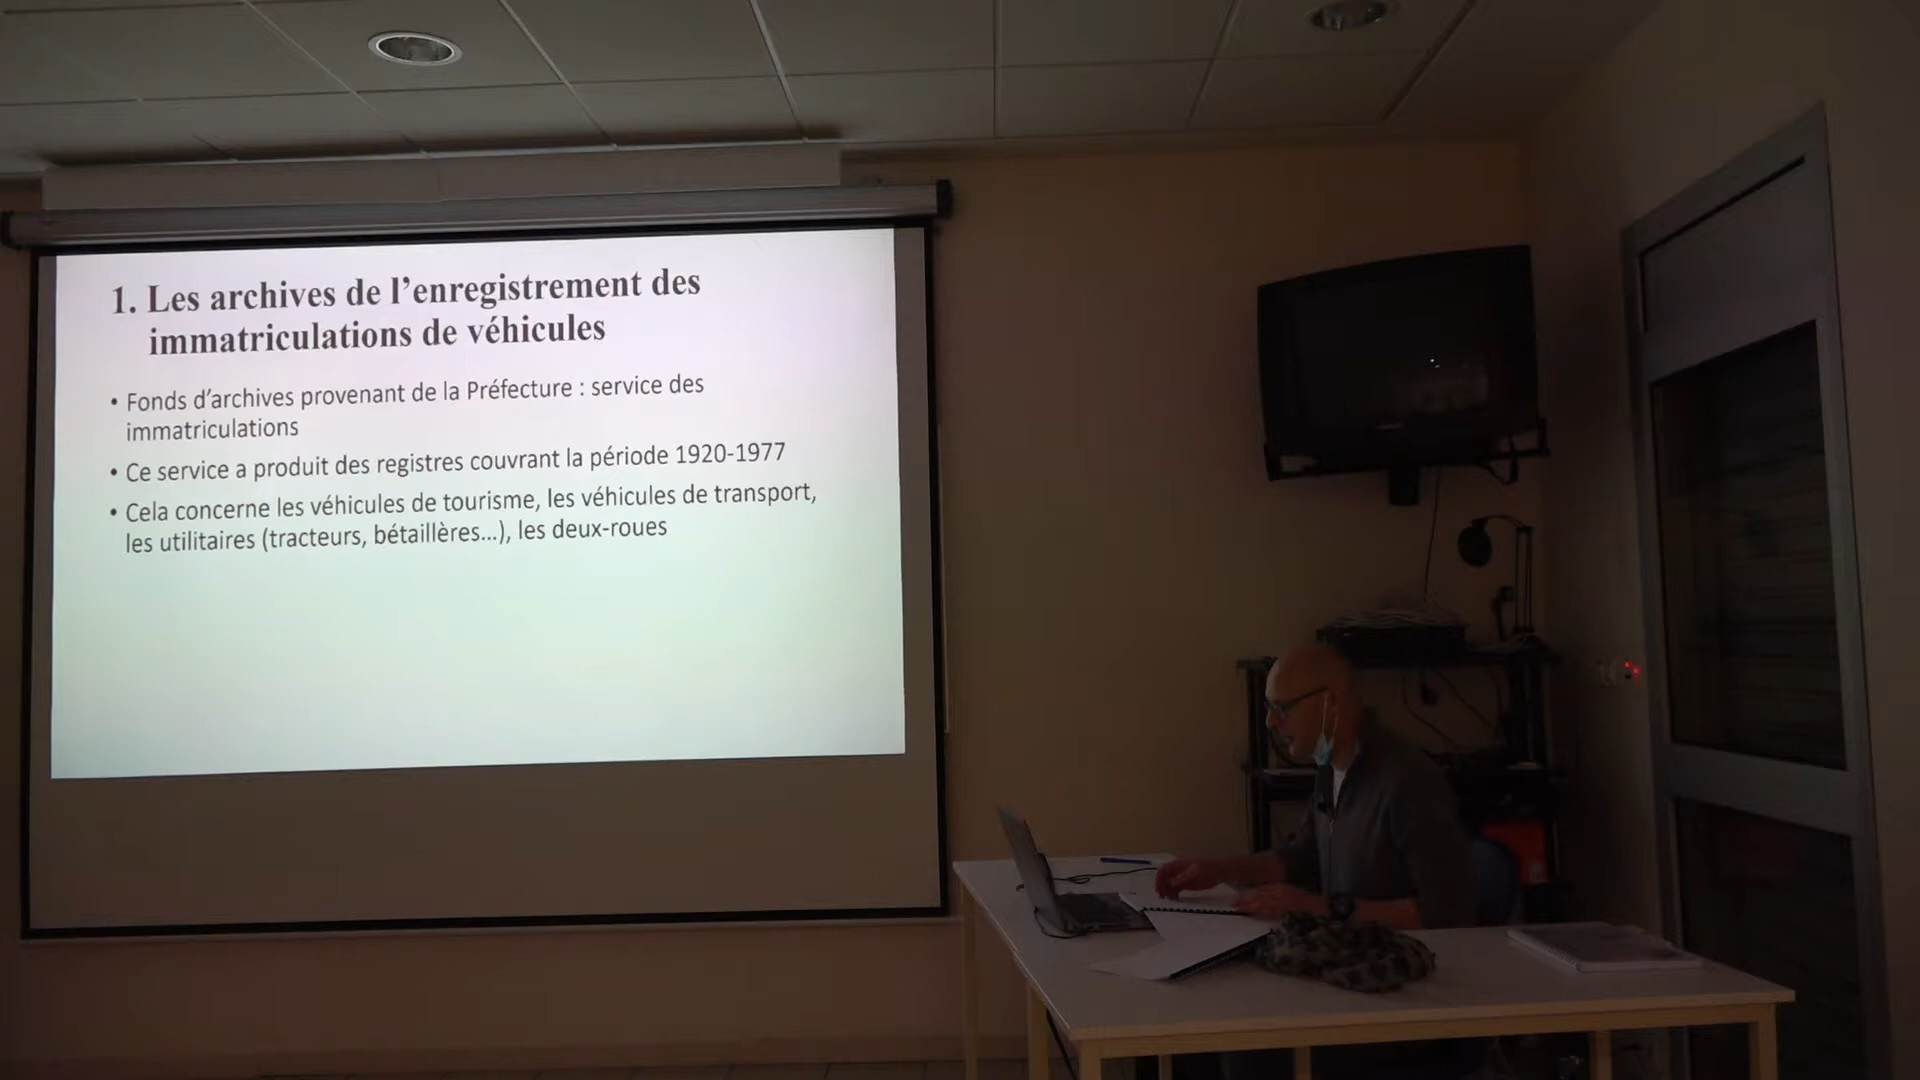 1. Les archives de l’enregistrement des
immatriculations de véhicules
• Fonds d’archives provenant de la Préfecture : service des
immatriculations
• Ce service a produit des registres couvrant la période 1920-1977
• Cela concerne les véhicules de tourisme, les véhicules de transport,
les utilitaires (tracteurs, bétaillères…), les deux-roues